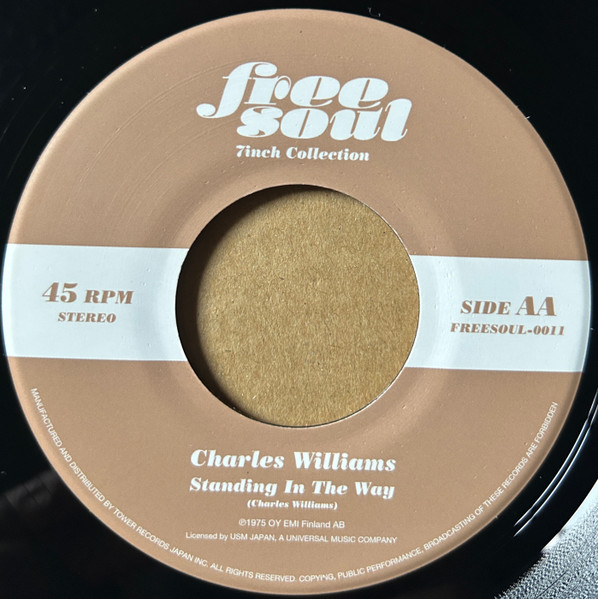 free
soul
7inch Collection
45 RPM
STEREO
SIDE AA
FREESOUL-0011
Charles Williams
Standing In The Way
(Charles Williams)
℗1975 OY EMI Finland AB
Licensed by USM JAPAN, A UNIVERSAL MUSIC COMPANY
MANUFACTURED AND DISTRIBUTED BY TOWER RECORDS JAPAN INC. ALL RIGHTS RESERVED. COPYING, PUBLIC PERFORMANCE, BROADCASTING OF THESE RECORDS ARE FORBIDDEN